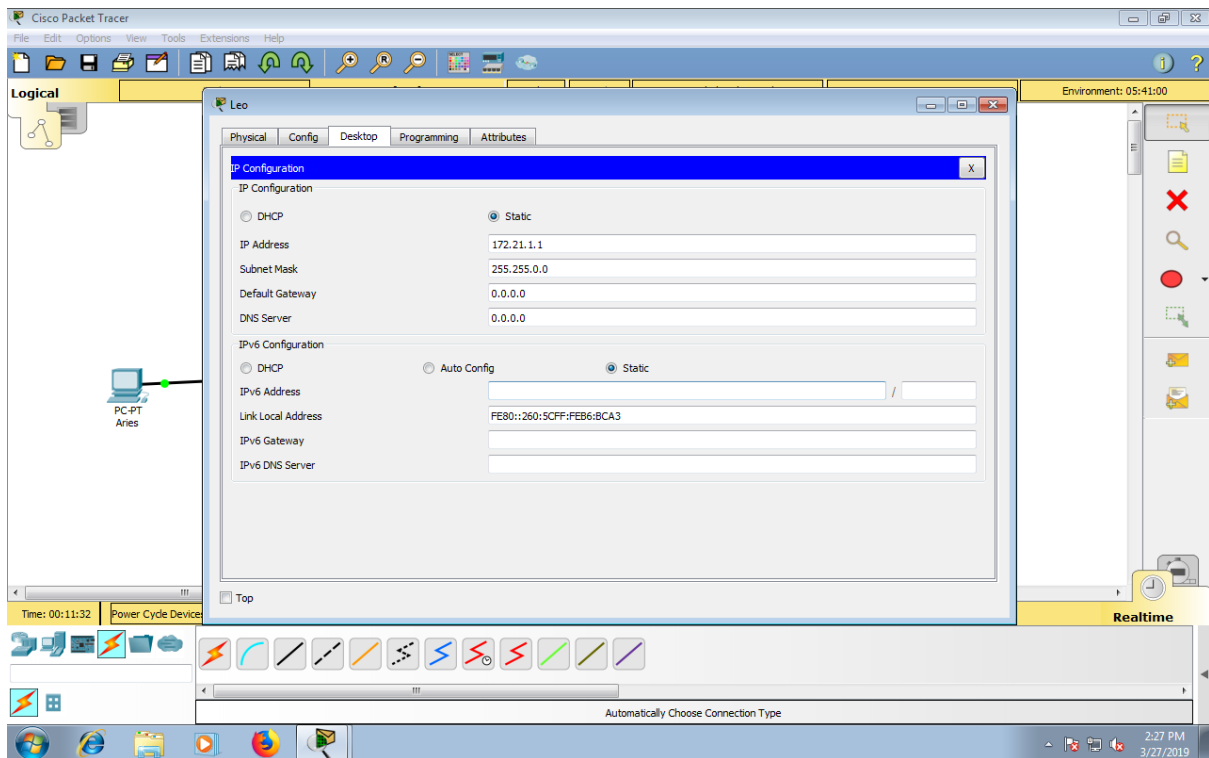 Cisco Packet Tracer
File Edit Options View Tools Extensions Help
Logical
Environment: 05:41:00
Leo
Physical Config Desktop Programming Attributes
IP Configuration X
IP Configuration
DHCP Static
IP Address 172.21.1.1
Subnet Mask 255.255.0.0
Default Gateway 0.0.0.0
DNS Server 0.0.0.0
IPv6 Configuration
DHCP Auto Config Static
IPv6 Address /
Link Local Address FE80::260:5CFF:FEB6:BCA3
IPv6 Gateway
IPv6 DNS Server
PC-PT
Aries
Top
Time: 00:11:32 Power Cycle Devices
Realtime
Automatically Choose Connection Type
2:27 PM
3/27/2019